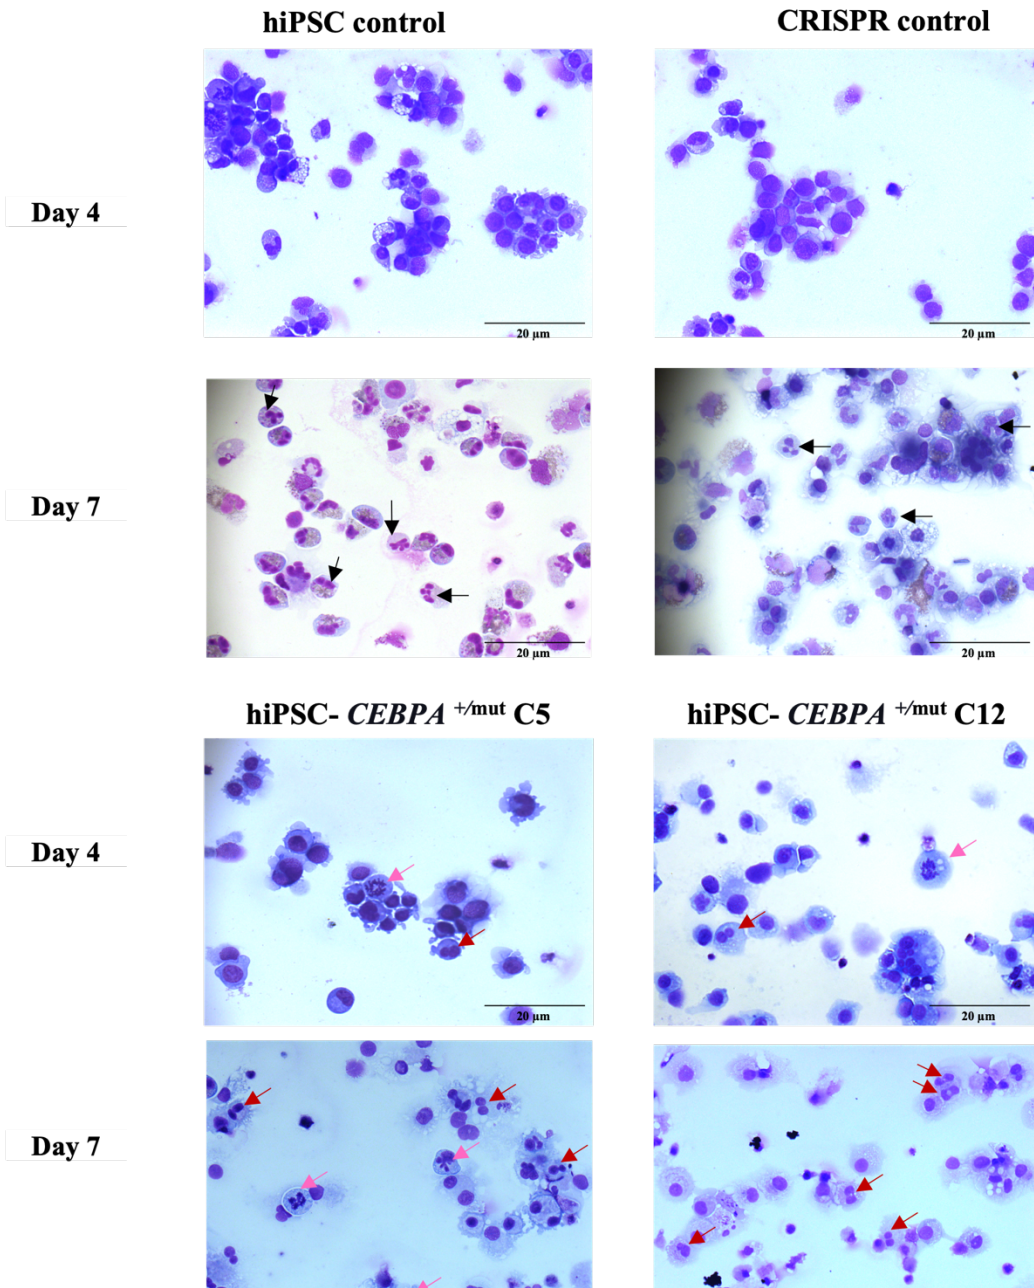 hiPSC control
CRISPR control
Day 4
20 µm
20 µm
Day 7
20 µm
20 µm
hiPSC- CEBPA +/mut C5
hiPSC- CEBPA +/mut C12
Day 4
20 µm
20 µm
Day 7